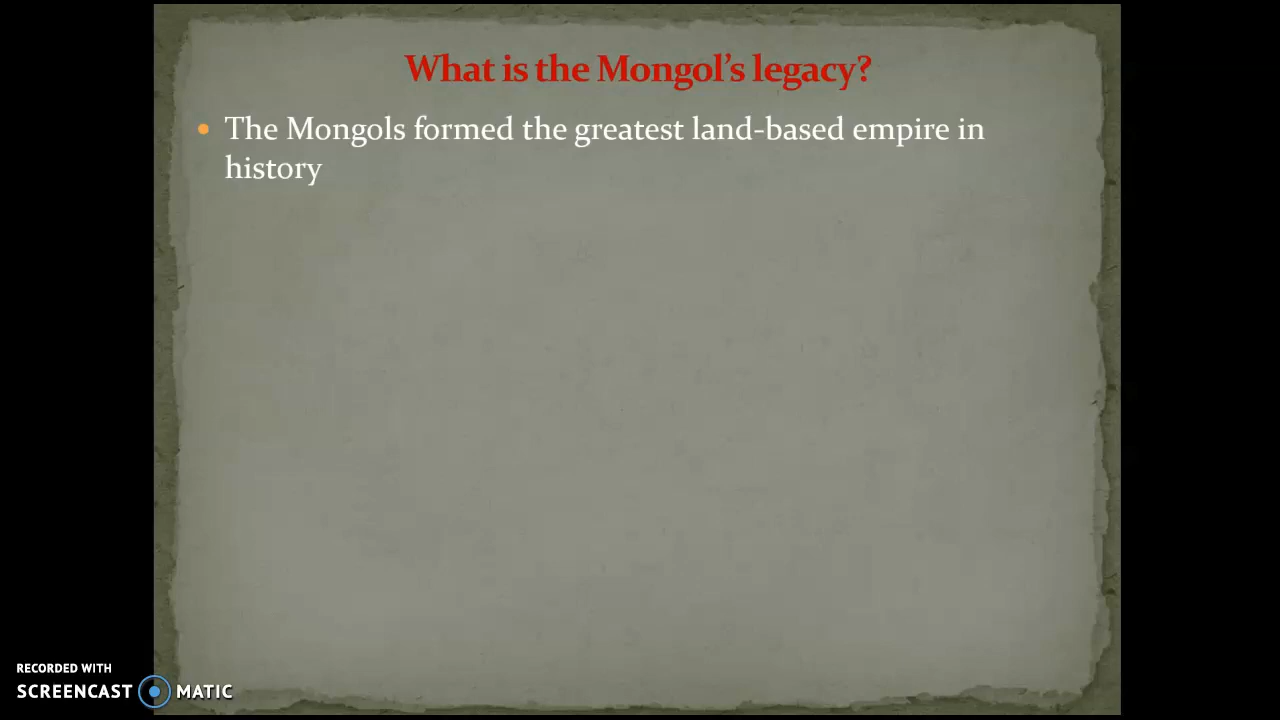 What is the Mongol’s legacy?
• The Mongols formed the greatest land-based empire in
history
RECORDED WITH
SCREENCAST MATIC